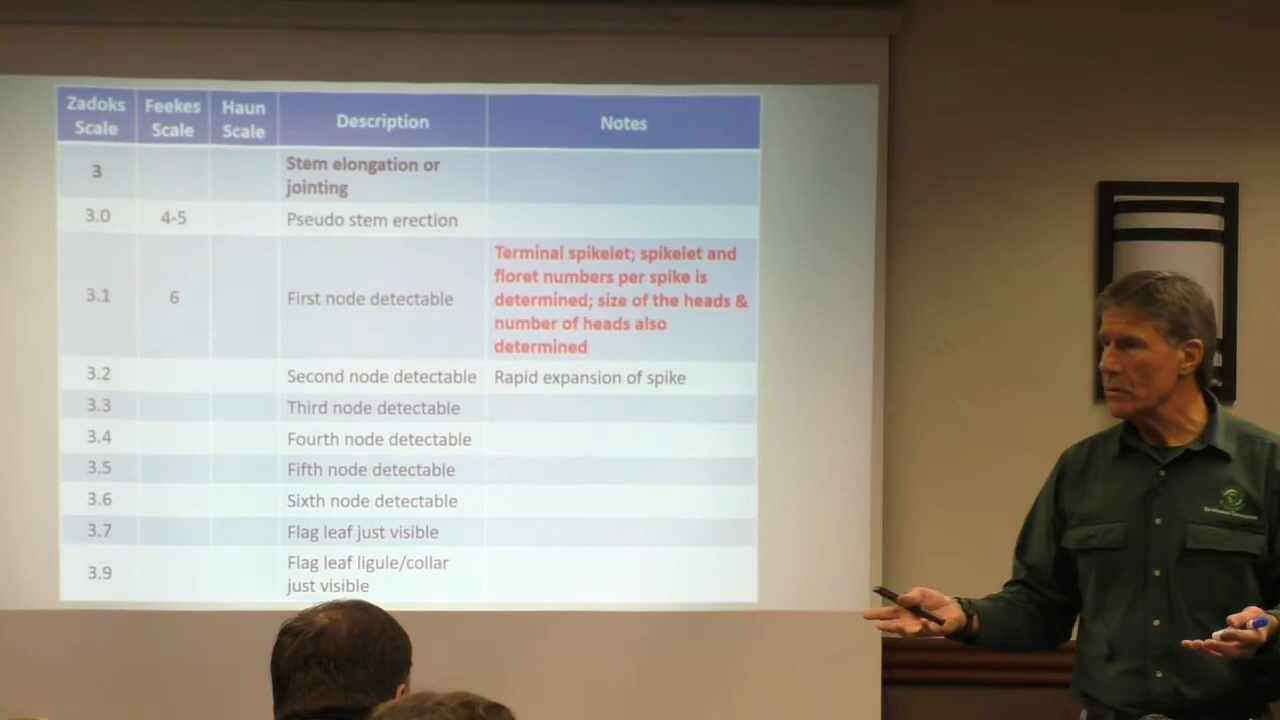 Zadoks Scale
Feekes Scale
Haun Scale
Description
Notes
3
Stem elongation or
jointing
3.0
4-5
Pseudo stem erection
3.1
6
First node detectable
Terminal spikelet; spikelet and
floret numbers per spike is
determined; size of the heads &
number of heads also
determined
3.2
Second node detectable
Rapid expansion of spike
3.3
Third node detectable
3.4
Fourth node detectable
3.5
Fifth node detectable
3.6
Sixth node detectable
3.7
Flag leaf just visible
3.9
Flag leaf ligule/collar
just visible